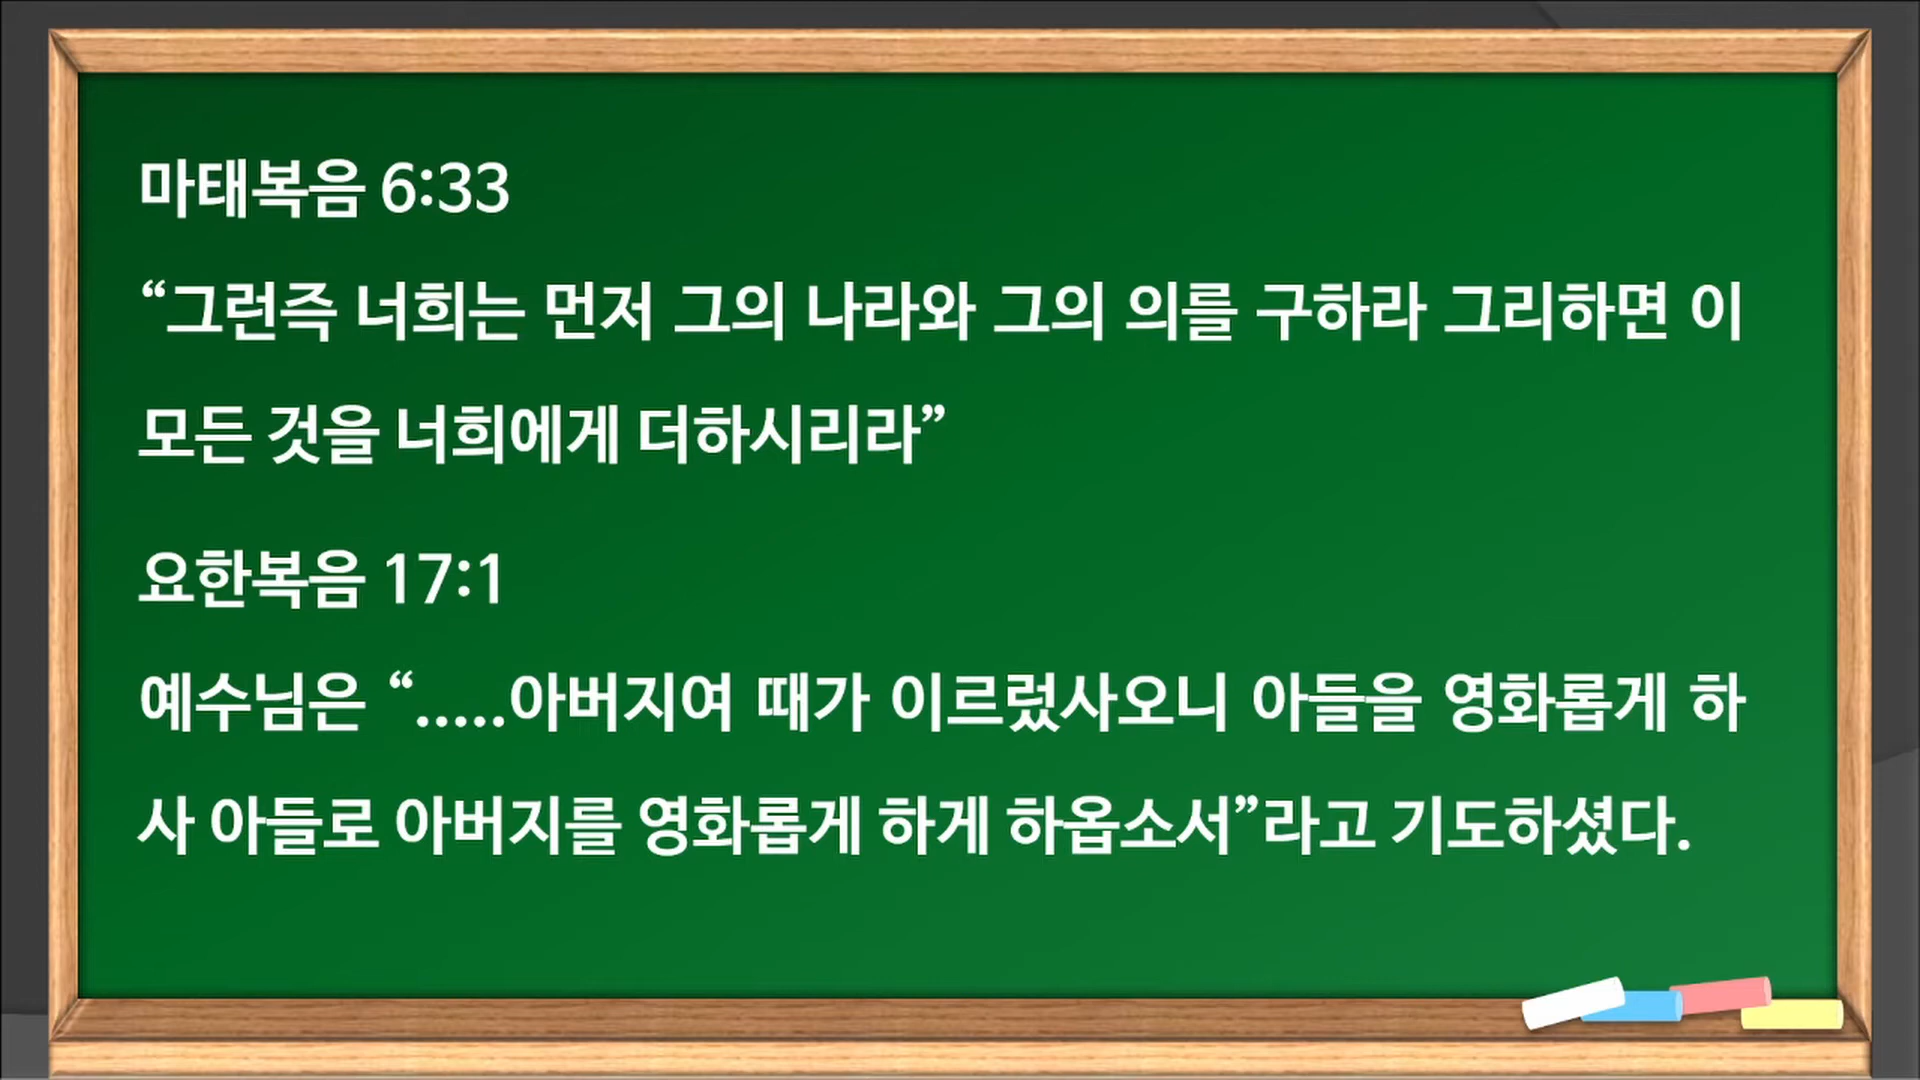 마태복음 6:33
“그런즉 너희는 먼저 그의 나라와 그의 의를 구하라 그리하면 이
모든 것을 너희에게 더하시리라”
요한복음 17:1
예수님은 “.....아버지여 때가 이르렀사오니 아들을 영화롭게 하
사 아들로 아버지를 영화롭게 하게 하옵소서”라고 기도하셨다.